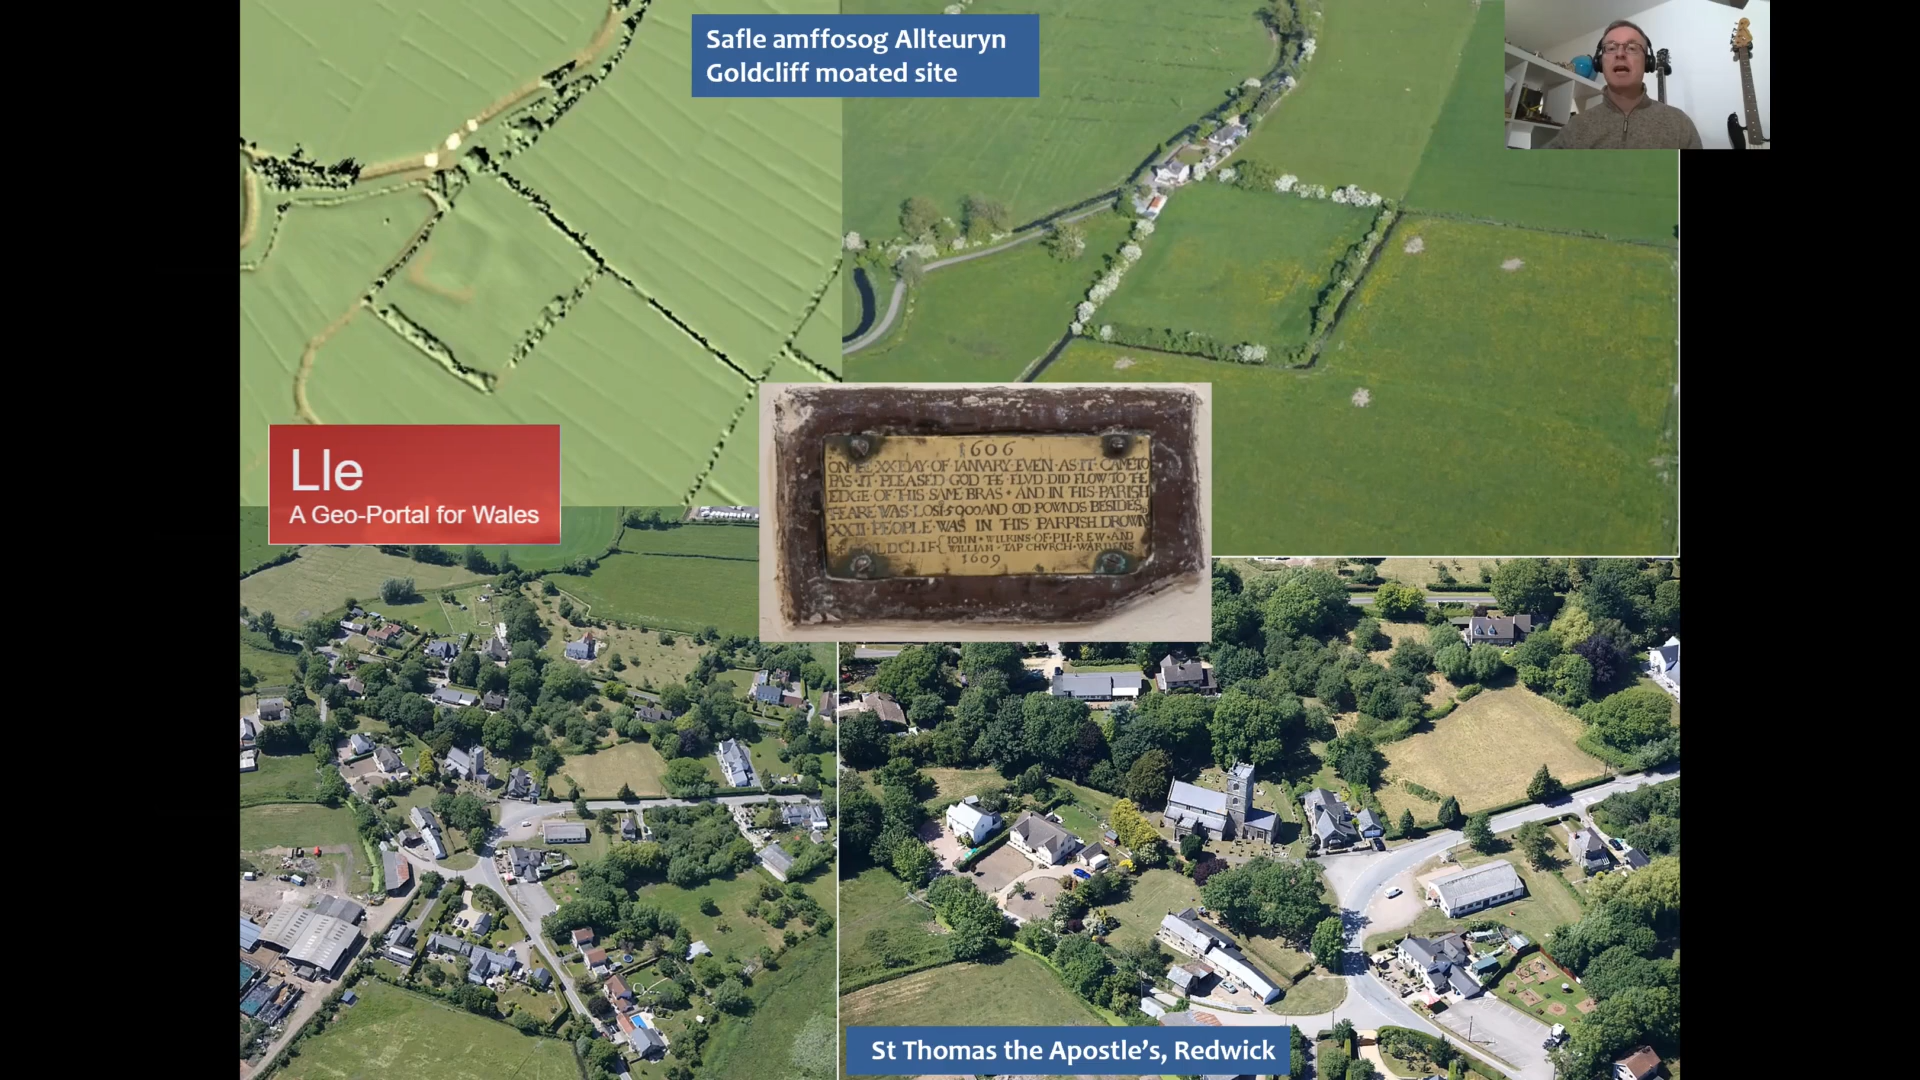 Safle amffosog Allteuryn
Goldcliff moated site
Lle
A Geo-Portal for Wales
1606
ON XX DAY OF IANVARY EVEN AS IT CAME TO
PAS IT PLEASED GOD THE FLVD DID FLOW TO THE
EDGE OF THIS SAME BRAS AND IN THIS PARISH
THEARE WAS LOST 5000 AND OD POWNDS BESIDES
XXII PEOPLE WAS IN THIS PARRISH DROWN
GOLDCLIF IOHN WILKINS OF PIL REW AND
WILLIAM TAP CHVRCH WARDENS
1609
St Thomas the Apostle's, Redwick